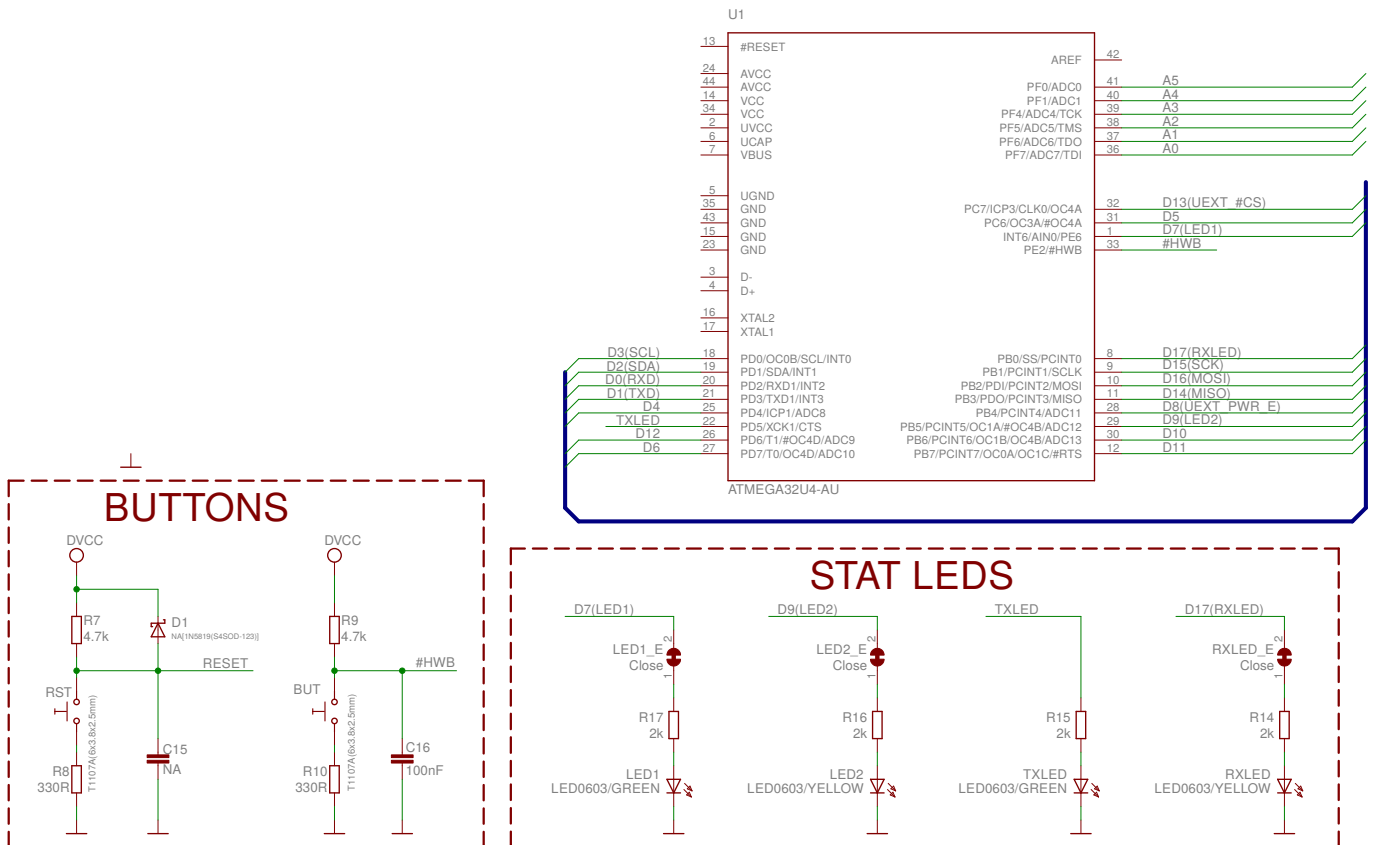 U1
13 #RESET
AREF 42
24 AVCC
44 AVCC
14 VCC
34 VCC
2 UVCC
6 UCAP
7 VBUS
PF0/ADC0 41 A5
PF1/ADC1 40 A4
PF4/ADC4/TCK 39 A3
PF5/ADC5/TMS 38 A2
PF6/ADC6/TDO 37 A1
PF7/ADC7/TDI 36 A0
5 UGND
35 GND
43 GND
15 GND
23 GND
PC7/ICP3/CLK0/OC4A 32 D13(UEXT_#CS)
PC6/OC3A/#OC4A 31 D5
INT6/AIN0/PE6 1 D7(LED1)
PE2/#HWB 33 #HWB
3 D-
4 D+
16 XTAL2
17 XTAL1
D3(SCL) 18 PD0/OC0B/SCL/INT0
D2(SDA) 19 PD1/SDA/INT1
D0(RXD) 20 PD2/RXD1/INT2
D1(TXD) 21 PD3/TXD1/INT3
D4 25 PD4/ICP1/ADC8
TXLED 22 PD5/XCK1/CTS
D12 26 PD6/T1/#OC4D/ADC9
D6 27 PD7/T0/OC4D/ADC10
PB0/SS/PCINT0 8 D17(RXLED)
PB1/PCINT1/SCLK 9 D15(SCK)
PB2/PDI/PCINT2/MOSI 10 D16(MOSI)
PB3/PDO/PCINT3/MISO 11 D14(MISO)
PB4/PCINT4/ADC11 28 D8(UEXT_PWR_E)
PB5/PCINT5/OC1A/#OC4B/ADC12 29 D9(LED2)
PB6/PCINT6/OC1B/OC4B/ADC13 30 D10
PB7/PCINT7/OC0A/OC1C/#RTS 12 D11
ATMEGA32U4-AU
BUTTONS
DVCC
R7
4.7k
D1
NA[1N5819(S4SOD-123)]
RESET
RST
T1107A(6x3.8x2.5mm)
C15
NA
R8
330R
DVCC
R9
4.7k
#HWB
BUT
T1107A(6x3.8x2.5mm)
C16
100nF
R10
330R
STAT LEDS
D7(LED1)
2
LED1_E
Close
1
R17
2k
LED1
LED0603/GREEN
D9(LED2)
2
LED2_E
Close
1
R16
2k
LED2
LED0603/YELLOW
TXLED
R15
2k
TXLED
LED0603/GREEN
D17(RXLED)
2
RXLED_E
Close
1
R14
2k
RXLED
LED0603/YELLOW